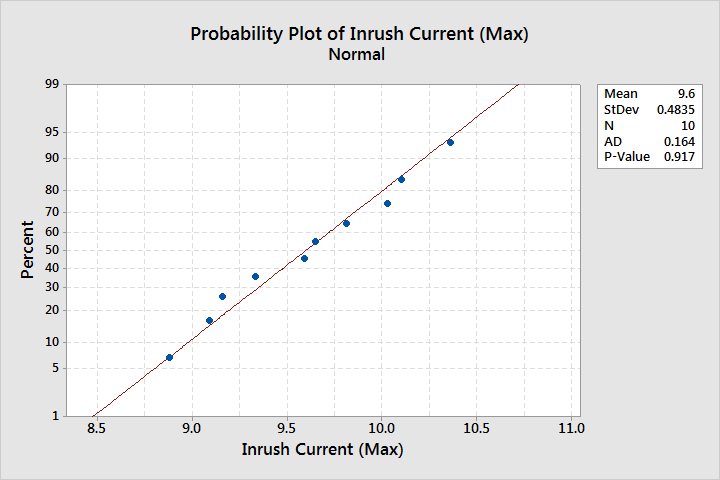 Probability Plot of Inrush Current (Max)
Normal
99
95
90
80
70
60
50
40
30
20
10
5
1
Percent
8.5 9.0 9.5 10.0 10.5 11.0
Inrush Current (Max)
Mean 9.6
StDev 0.4835
N 10
AD 0.164
P-Value 0.917